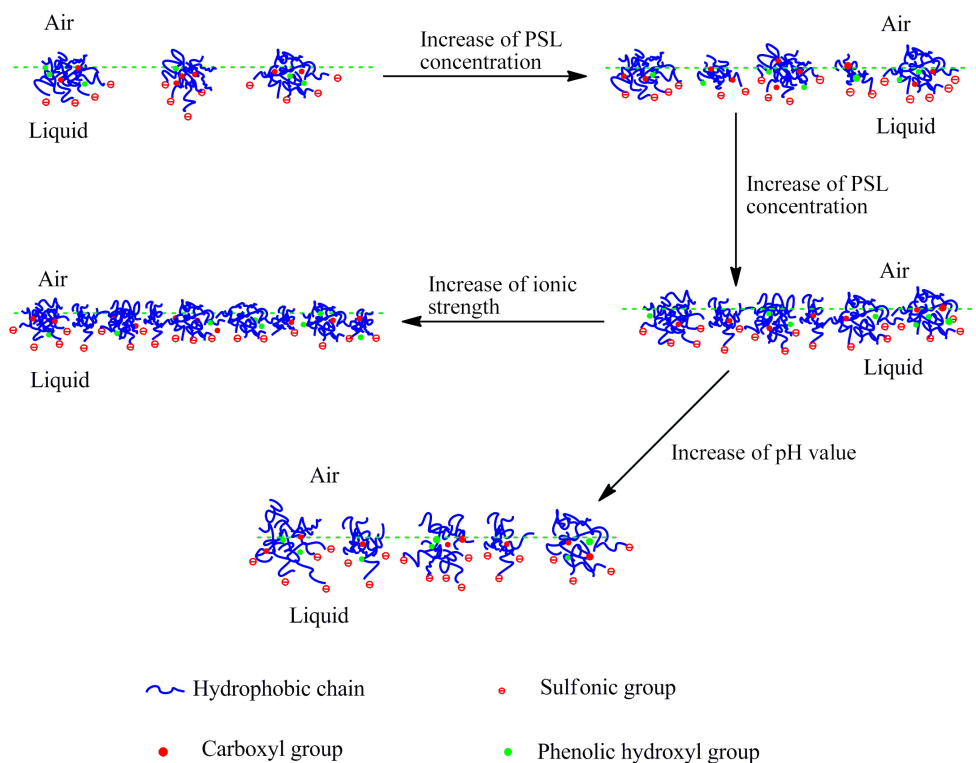 Air
Liquid
Increase of PSL
concentration
Air
Liquid
Increase of PSL
concentration
Air
Liquid
Increase of ionic
strength
Air
Liquid
Increase of pH value
Air
Liquid
Hydrophobic chain
Sulfonic group
Carboxyl group
Phenolic hydroxyl group